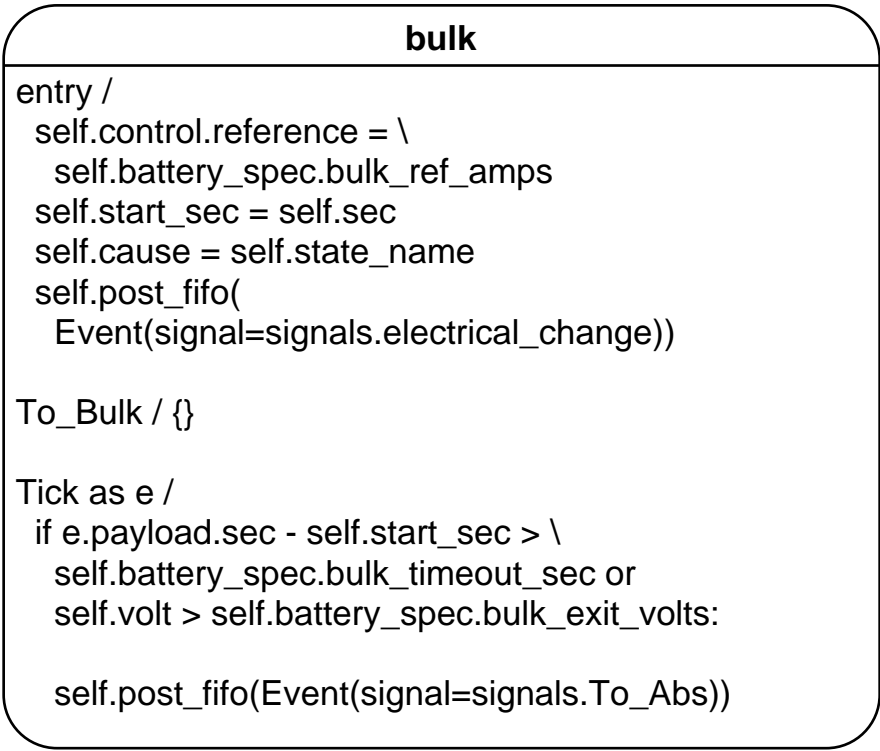 bulk
entry /
self.control.reference = \
self.battery_spec.bulk_ref_amps
self.start_sec = self.sec
self.cause = self.state_name
self.post_fifo(
Event(signal=signals.electrical_change))
To_Bulk / {}
Tick as e /
if e.payload.sec - self.start_sec > \
self.battery_spec.bulk_timeout_sec or
self.volt > self.battery_spec.bulk_exit_volts:
self.post_fifo(Event(signal=signals.To_Abs))